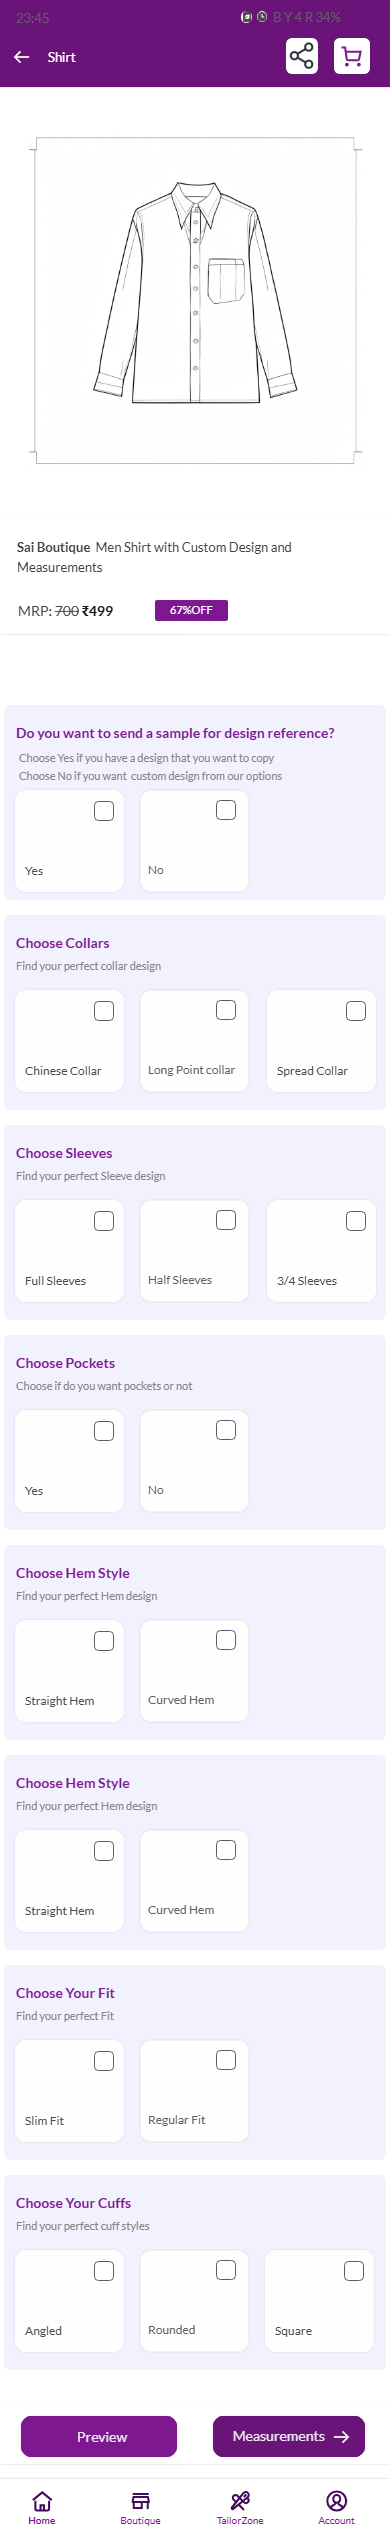 23:45 B Y 4 R 34%
Shirt
Sai Boutique Men Shirt with Custom Design and
Measurements
MRP: 700 ₹499 67%OFF
Do you want to send a sample for design reference?
Choose Yes if you have a design that you want to copy
Choose No if you want custom design from our options
Yes No
Choose Collars
Find your perfect collar design
Chinese Collar Long Point collar Spread Collar
Choose Sleeves
Find your perfect Sleeve design
Full Sleeves Half Sleeves 3/4 Sleeves
Choose Pockets
Choose if do you want pockets or not
Yes No
Choose Hem Style
Find your perfect Hem design
Straight Hem Curved Hem
Choose Hem Style
Find your perfect Hem design
Straight Hem Curved Hem
Choose Your Fit
Find your perfect Fit
Slim Fit Regular Fit
Choose Your Cuffs
Find your perfect cuff styles
Angled Rounded Square
Preview Measurements
Home Boutique TailorZone Account